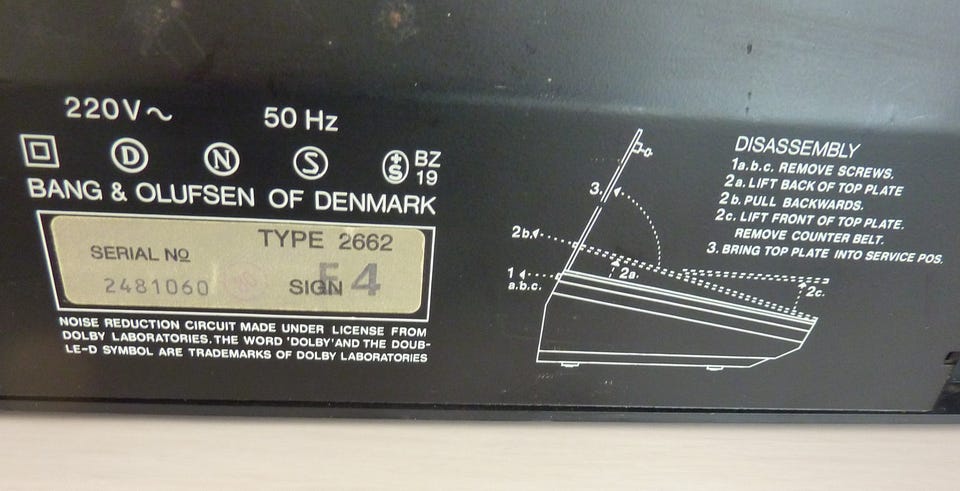 220V~ 50 Hz
D N S +S BZ 19
BANG & OLUFSEN OF DENMARK
TYPE 2662
SERIAL No
2481060 SIGN E4
NOISE REDUCTION CIRCUIT MADE UNDER LICENSE FROM
DOLBY LABORATORIES. THE WORD 'DOLBY' AND THE DOUB-
LE-D SYMBOL ARE TRADEMARKS OF DOLBY LABORATORIES
3.
2b.
1
a.b.c.
2a.
2c.
DISASSEMBLY
1a.b.c. REMOVE SCREWS.
2a. LIFT BACK OF TOP PLATE
2b. PULL BACKWARDS.
2c. LIFT FRONT OF TOP PLATE.
REMOVE COUNTER BELT.
3. BRING TOP PLATE INTO SERVICE POS.